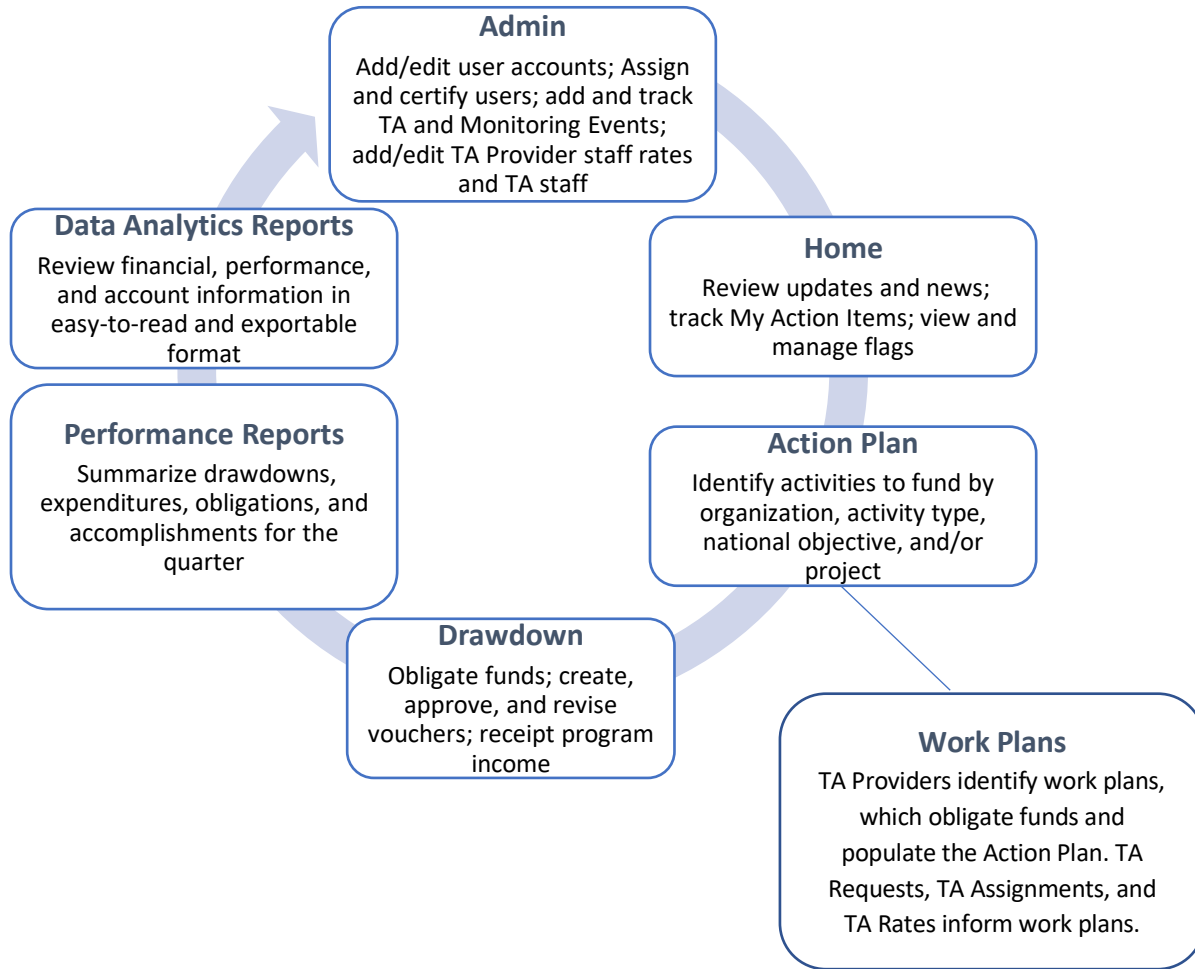 Admin
Add/edit user accounts; Assign
and certify users; add and track
TA and Monitoring Events;
add/edit TA Provider staff rates
and TA staff
Home
Review updates and news;
track My Action Items; view and
manage flags
Action Plan
Identify activities to fund by
organization, activity type,
national objective, and/or
project
Work Plans
TA Providers identify work plans,
which obligate funds and
populate the Action Plan. TA
Requests, TA Assignments, and
TA Rates inform work plans.
Drawdown
Obligate funds; create,
approve, and revise
vouchers; receipt program
income
Performance Reports
Summarize drawdowns,
expenditures, obligations, and
accomplishments for the
quarter
Data Analytics Reports
Review financial, performance,
and account information in
easy-to-read and exportable
format